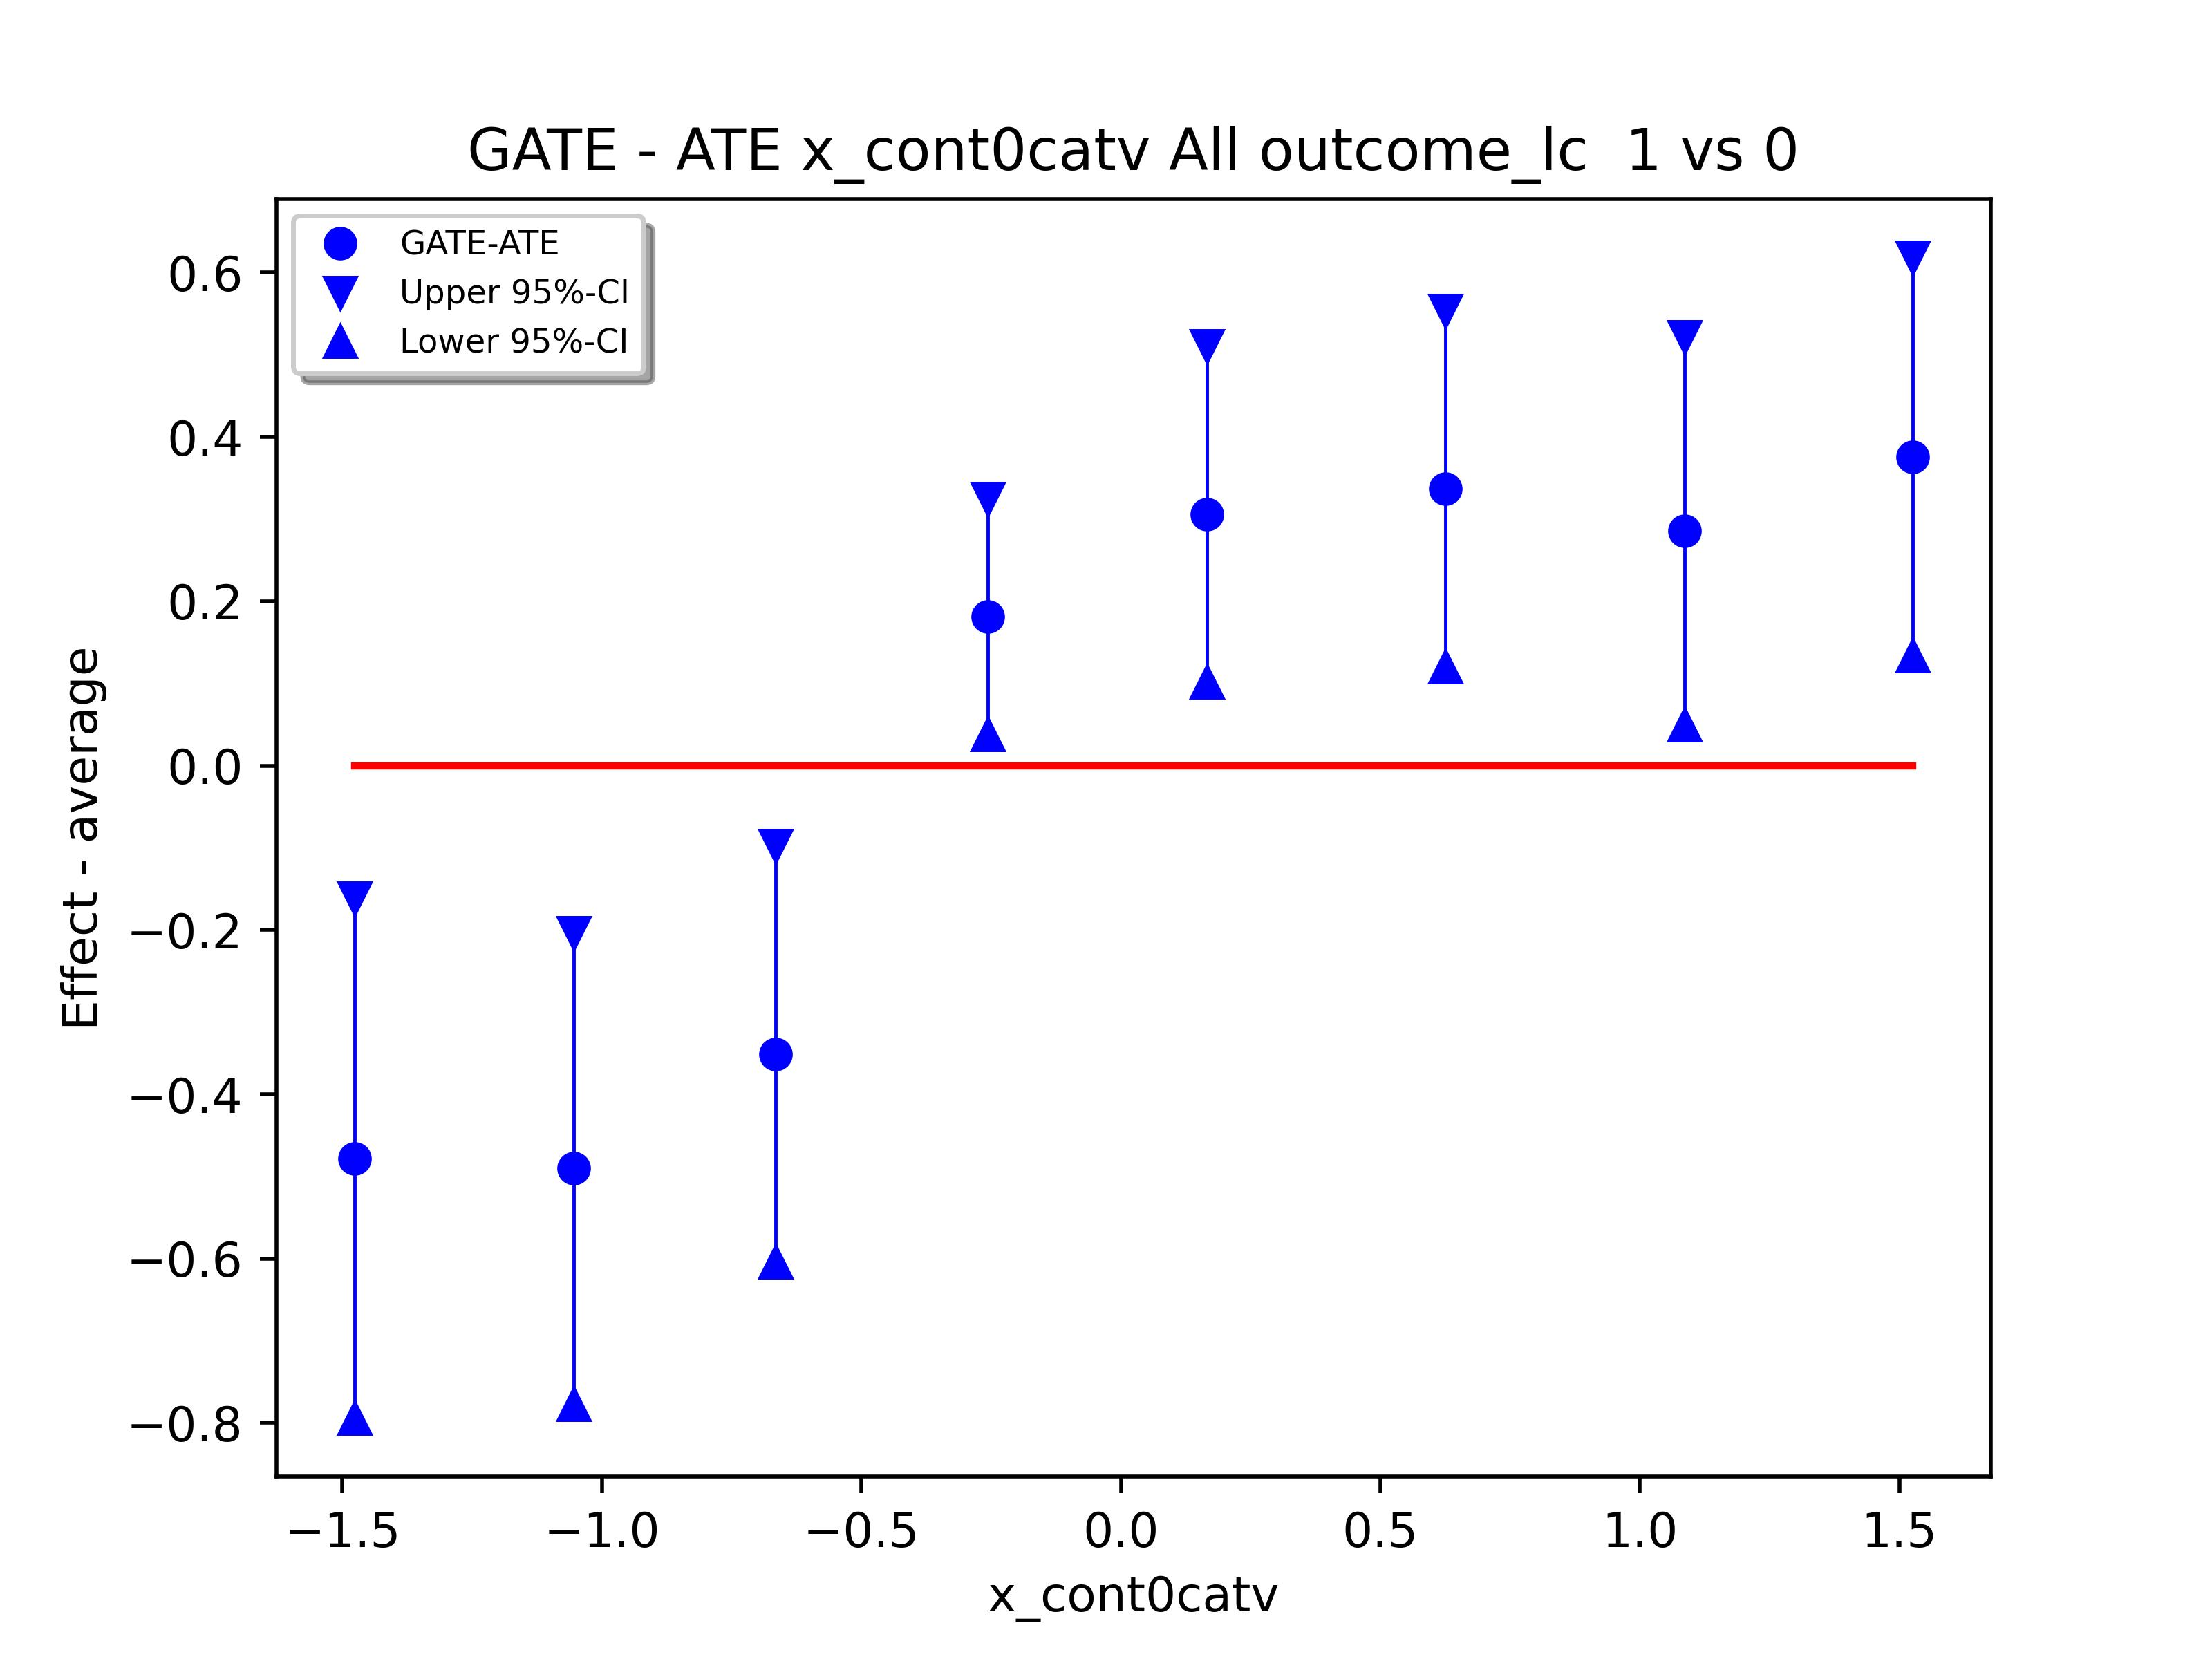 GATE - ATE x_cont0catv All outcome_lc  1 vs 0
GATE-ATE
Upper 95%-CI
Lower 95%-CI
0.6
0.4
0.2
0.0
−0.2
−0.4
−0.6
−0.8
Effect - average
−1.5
−1.0
−0.5
0.0
0.5
1.0
1.5
x_cont0catv